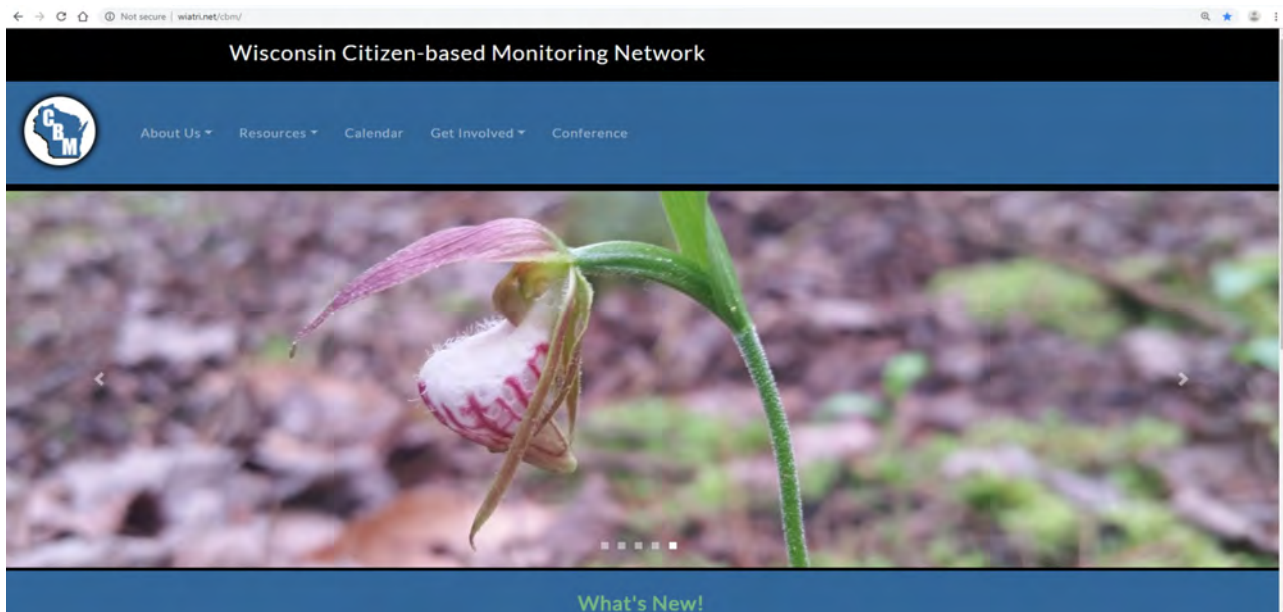 Not secure | wiatri.net/cbm/
Wisconsin Citizen-based Monitoring Network
CBM
About Us Resources Calendar Get Involved Conference
What's New!